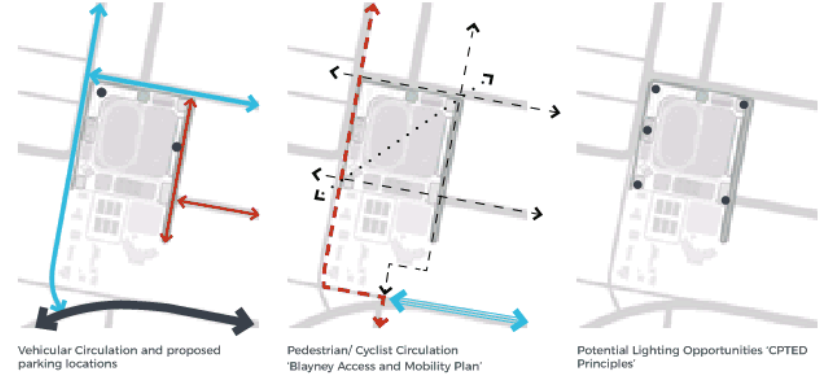 Vehicular Circulation and proposed
parking locations
Pedestrian/ Cyclist Circulation
'Blayney Access and Mobility Plan'
Potential Lighting Opportunities 'CPTED
Principles'